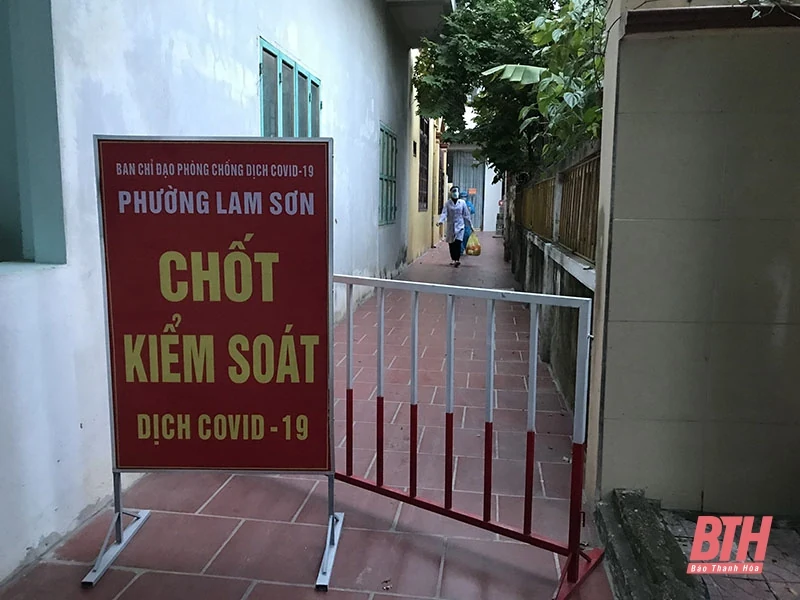 BAN CHỈ ĐẠO PHÒNG CHỐNG DỊCH COVID-19
PHƯỜNG LAM SƠN
CHỐT
KIỂM SOÁT
DỊCH COVID -19
BTH
Báo Thanh Hóa